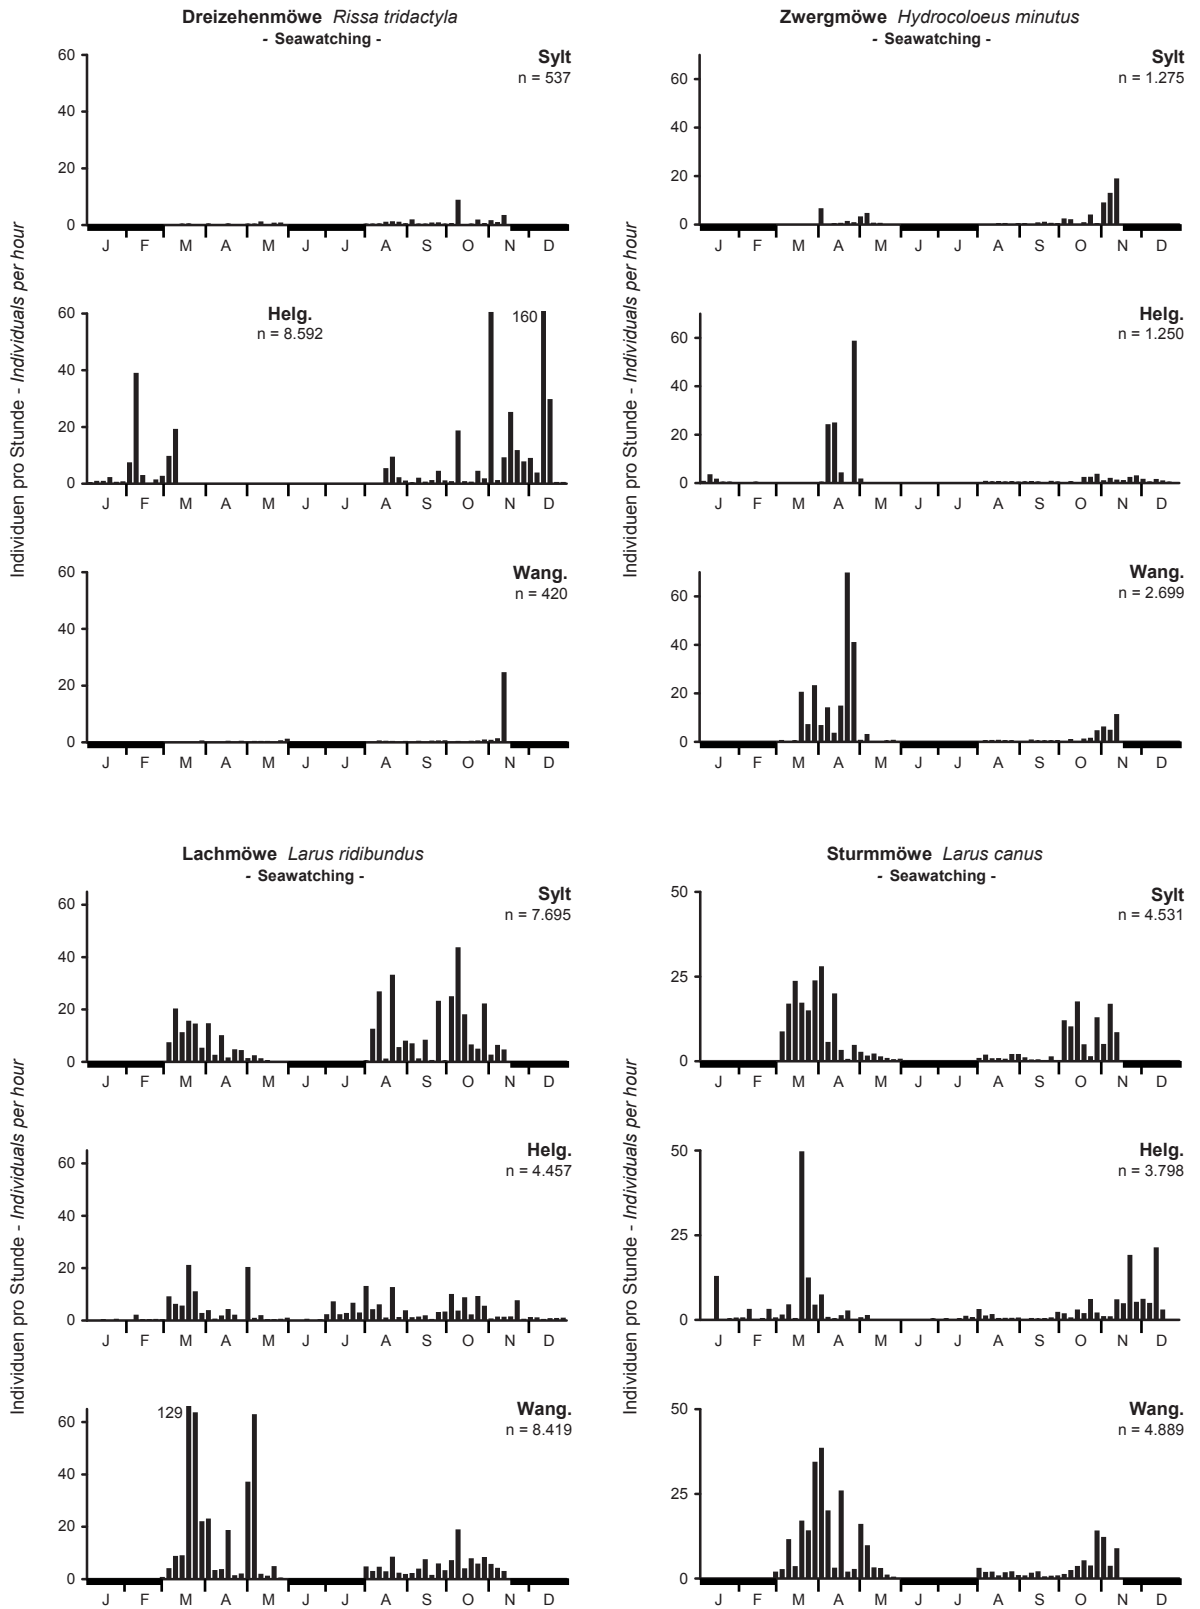 Dreizehenmöwe Rissa tridactyla
- Seawatching -
Sylt
n = 537
60
40
20
0
J F M A M J J A S O N D
Helg.
n = 8.592
160
60
40
20
0
J F M A M J J A S O N D
Wang.
n = 420
60
40
20
0
J F M A M J J A S O N D
Individuen pro Stunde - Individuals per hour
Zwergmöwe Hydrocoloeus minutus
- Seawatching -
Sylt
n = 1.275
60
40
20
0
J F M A M J J A S O N D
Helg.
n = 1.250
60
40
20
0
J F M A M J J A S O N D
Wang.
n = 2.699
60
40
20
0
J F M A M J J A S O N D
Individuen pro Stunde - Individuals per hour
Lachmöwe Larus ridibundus
- Seawatching -
Sylt
n = 7.695
60
40
20
0
J F M A M J J A S O N D
Helg.
n = 4.457
60
40
20
0
J F M A M J J A S O N D
Wang.
n = 8.419
129
60
40
20
0
J F M A M J J A S O N D
Individuen pro Stunde - Individuals per hour
Sturmmöwe Larus canus
- Seawatching -
Sylt
n = 4.531
50
25
0
J F M A M J J A S O N D
Helg.
n = 3.798
50
25
0
J F M A M J J A S O N D
Wang.
n = 4.889
50
25
0
J F M A M J J A S O N D
Individuen pro Stunde - Individuals per hour